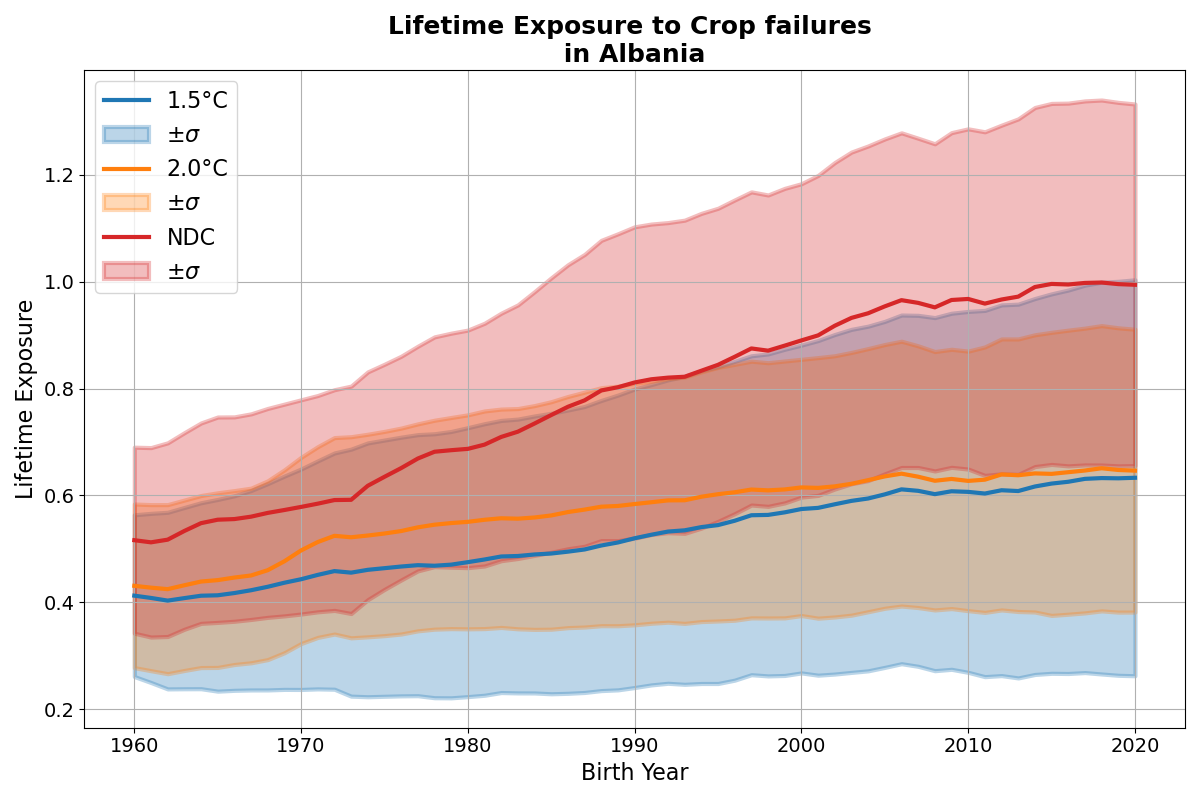 Lifetime Exposure to Crop failures
in Albania
1.5°C
±σ
2.0°C
±σ
NDC
±σ
Lifetime Exposure
1.2
1.0
0.8
0.6
0.4
0.2
1960 1970 1980 1990 2000 2010 2020
Birth Year